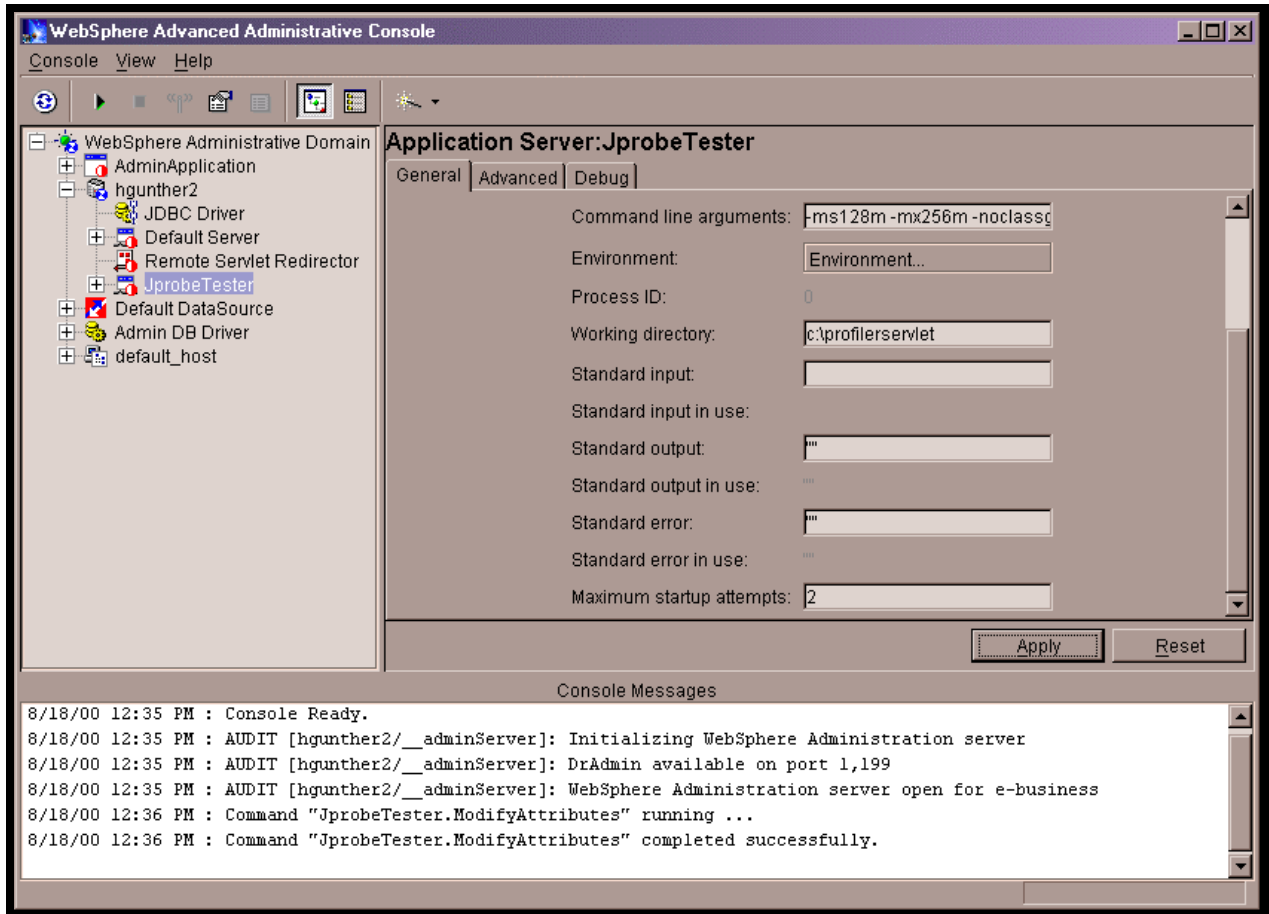 WebSphere Advanced Administrative Console
Console View Help
WebSphere Administrative Domain
AdminApplication
hgunther2
JDBC Driver
Default Server
Remote Servlet Redirector
JprobeTester
Default DataSource
Admin DB Driver
default_host
Application Server:JprobeTester
General Advanced Debug
Command line arguments: -ms128m -mx256m -noclassg
Environment: Environment...
Process ID: 0
Working directory: c:\profilerservlet
Standard input:
Standard input in use:
Standard output: ""
Standard output in use: ""
Standard error: ""
Standard error in use: ""
Maximum startup attempts: 2
Apply Reset
Console Messages
8/18/00 12:35 PM : Console Ready.
8/18/00 12:35 PM : AUDIT [hgunther2/__adminServer]: Initializing WebSphere Administration server
8/18/00 12:35 PM : AUDIT [hgunther2/__adminServer]: DrAdmin available on port 1,199
8/18/00 12:35 PM : AUDIT [hgunther2/__adminServer]: WebSphere Administration server open for e-business
8/18/00 12:36 PM : Command "JprobeTester.ModifyAttributes" running ...
8/18/00 12:36 PM : Command "JprobeTester.ModifyAttributes" completed successfully.